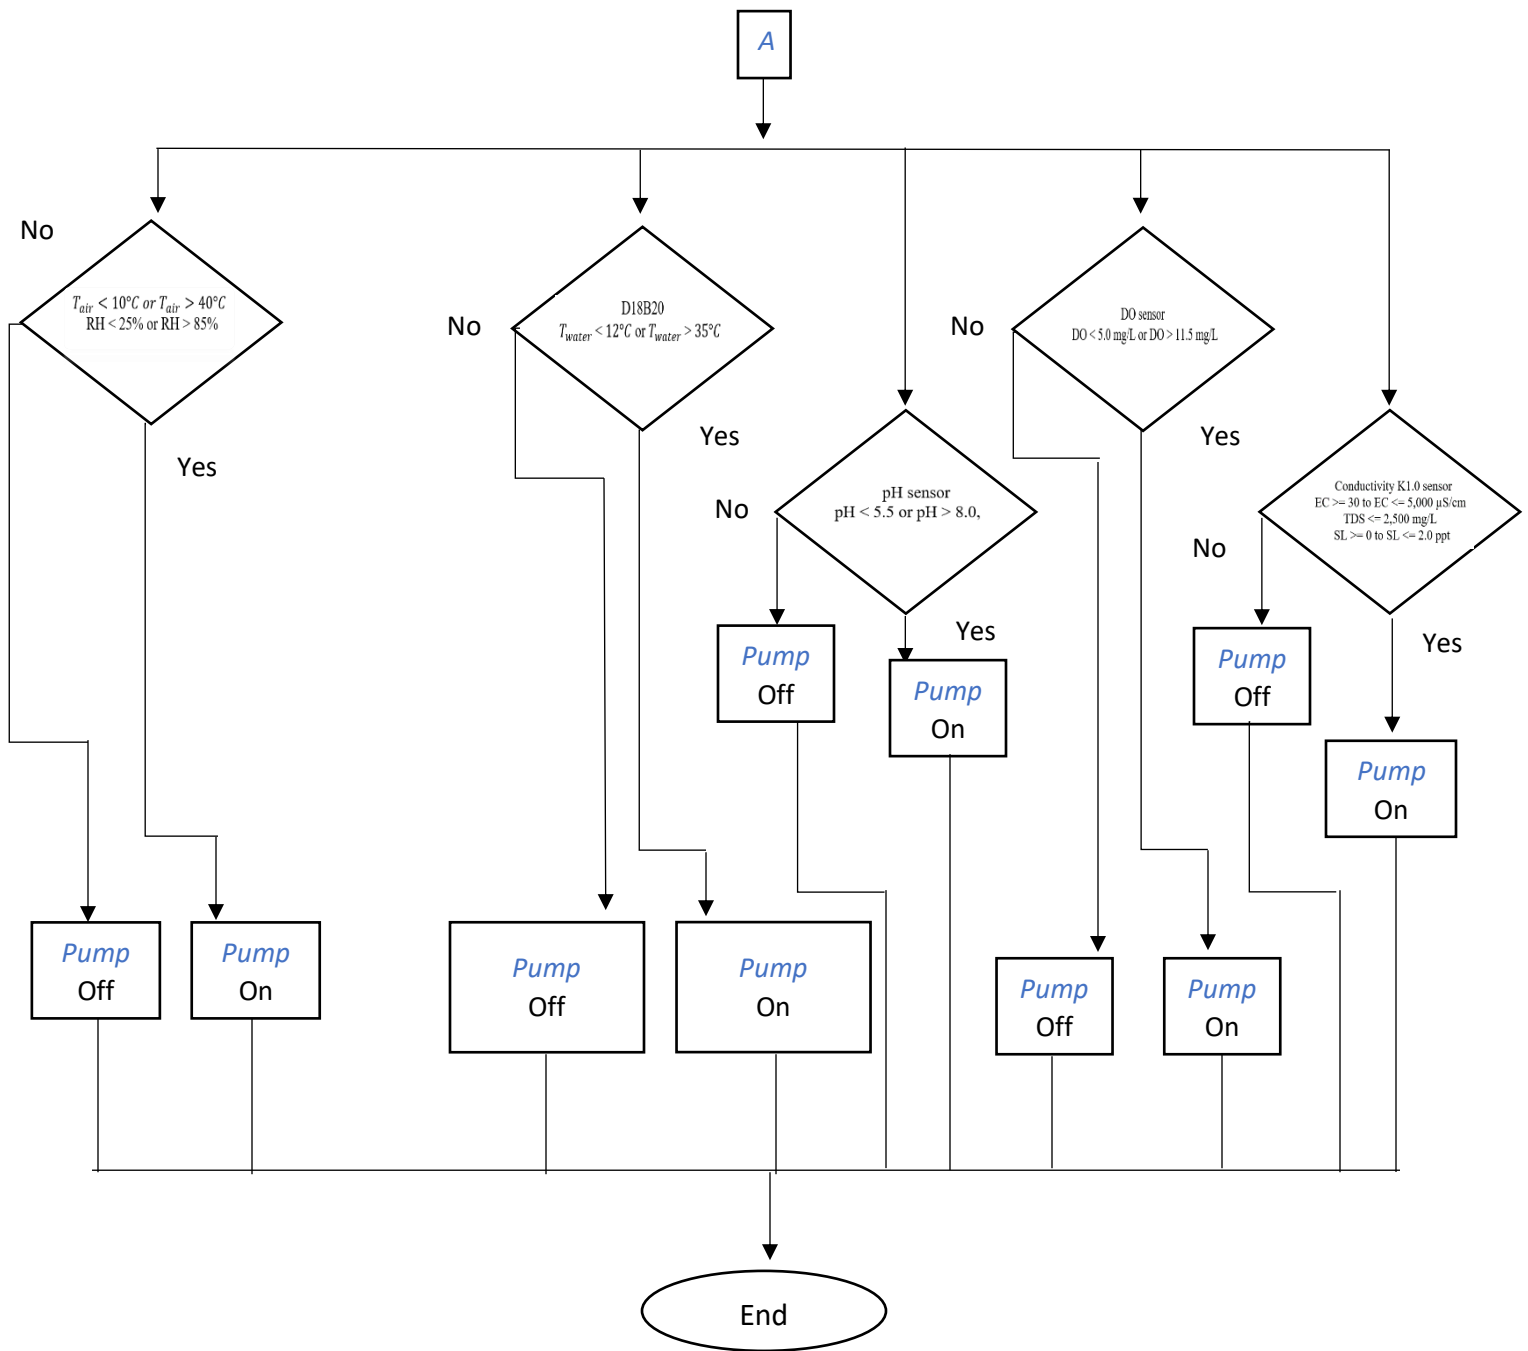 A
No
T_air < 10°C or T_air > 40°C
RH < 25% or RH > 85%
Yes
No
D18B20
T_water < 12°C or T_water > 35°C
Yes
No
pH sensor
pH < 5.5 or pH > 8.0,
Yes
No
DO sensor
DO < 5.0 mg/L or DO > 11.5 mg/L
Yes
No
Conductivity K1.0 sensor
EC >= 30 to EC <= 5,000 µS/cm
TDS <= 2,500 mg/L
SL >= 0 to SL <= 2.0 ppt
Yes
Pump
Off
Pump
On
Pump
Off
Pump
On
Pump
Off
Pump
On
Pump
Off
Pump
On
Pump
Off
Pump
On
End